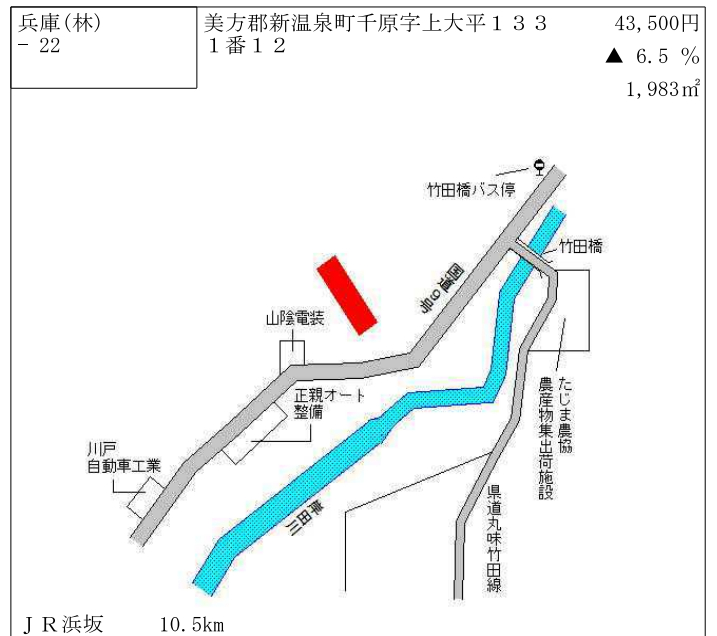 兵庫(林)
- 22
美方郡新温泉町千原字上大平１３３
１番１２
43,500円
▲ 6.5 %
1,983㎡
竹田橋バス停
竹田橋
国道9号
山陰電装
正親オート
整備
川戸
自動車工業
岸田川
たじま農協
農産物集出荷施設
県道丸味竹田線
ＪＲ浜坂 10.5km